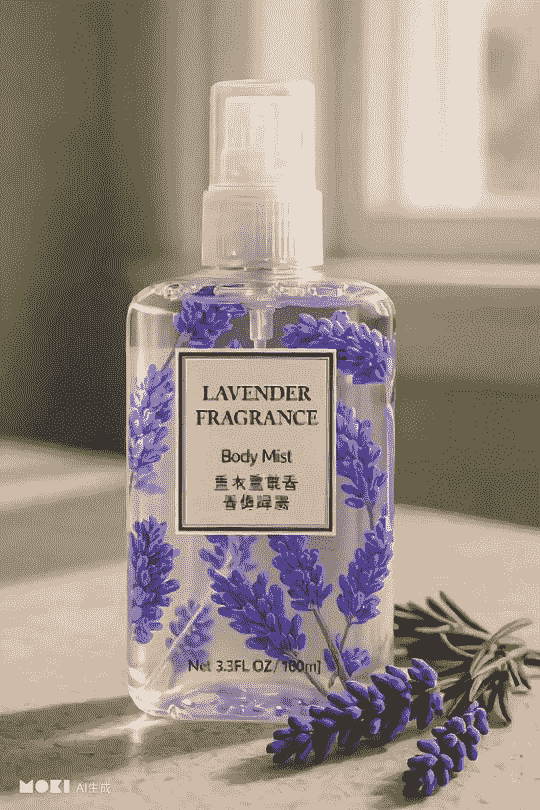 LAVENDER
FRAGRANCE
Body Mist
Net 3.3FL OZ/100ml
MOKI AI生成